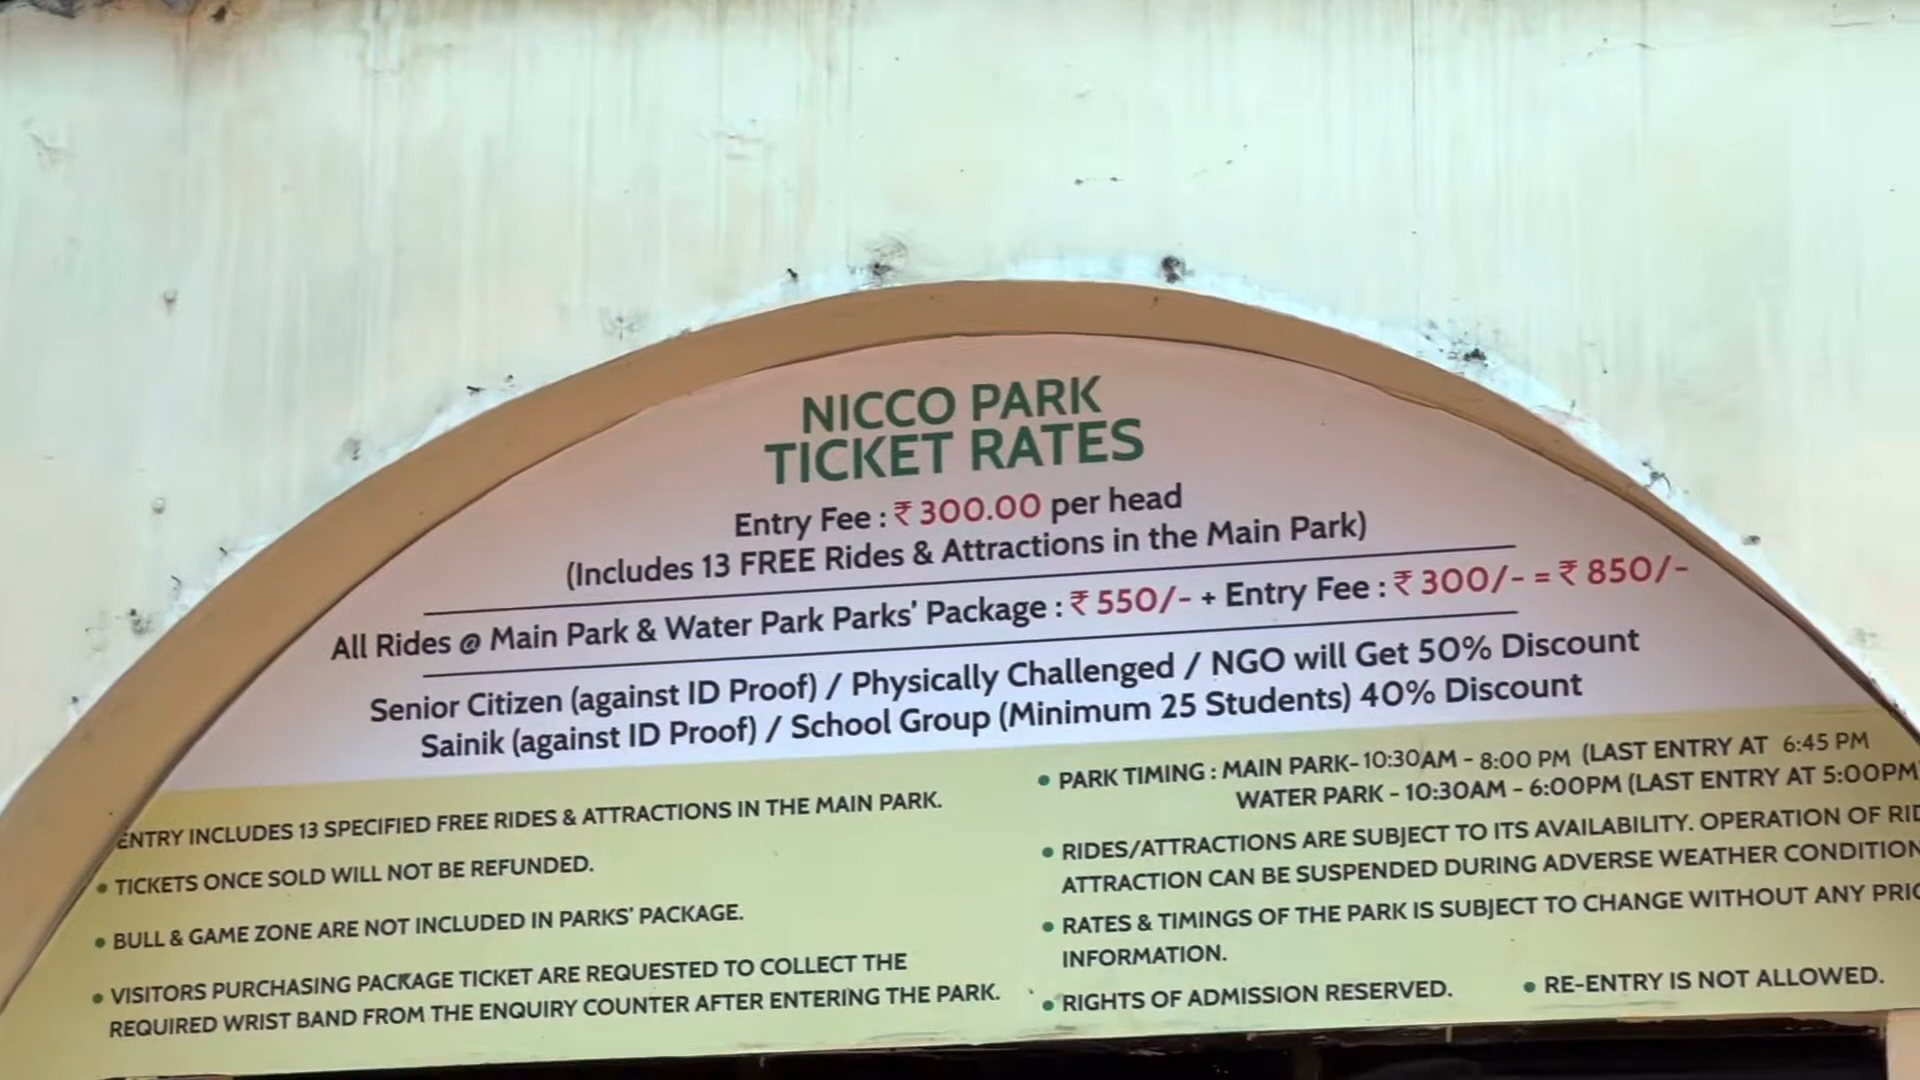 NICCO PARK
TICKET RATES
Entry Fee : ₹ 300.00 per head
(Includes 13 FREE Rides & Attractions in the Main Park)
All Rides @ Main Park & Water Park Parks' Package : ₹ 550/- + Entry Fee : ₹ 300/- = ₹ 850/-
Senior Citizen (against ID Proof) / Physically Challenged / NGO will Get 50% Discount
Sainik (against ID Proof) / School Group (Minimum 25 Students) 40% Discount
ENTRY INCLUDES 13 SPECIFIED FREE RIDES & ATTRACTIONS IN THE MAIN PARK.
• TICKETS ONCE SOLD WILL NOT BE REFUNDED.
• BULL & GAME ZONE ARE NOT INCLUDED IN PARKS' PACKAGE.
• VISITORS PURCHASING PACKAGE TICKET ARE REQUESTED TO COLLECT THE
REQUIRED WRIST BAND FROM THE ENQUIRY COUNTER AFTER ENTERING THE PARK.
• PARK TIMING : MAIN PARK- 10:30AM - 8:00 PM (LAST ENTRY AT 6:45 PM
WATER PARK - 10:30AM - 6:00PM (LAST ENTRY AT 5:00PM
• RIDES/ATTRACTIONS ARE SUBJECT TO ITS AVAILABILITY. OPERATION OF
ATTRACTION CAN BE SUSPENDED DURING ADVERSE WEATHER CONDITION
• RATES & TIMINGS OF THE PARK IS SUBJECT TO CHANGE WITHOUT ANY
INFORMATION.
• RIGHTS OF ADMISSION RESERVED.
• RE-ENTRY IS NOT ALLOWED.